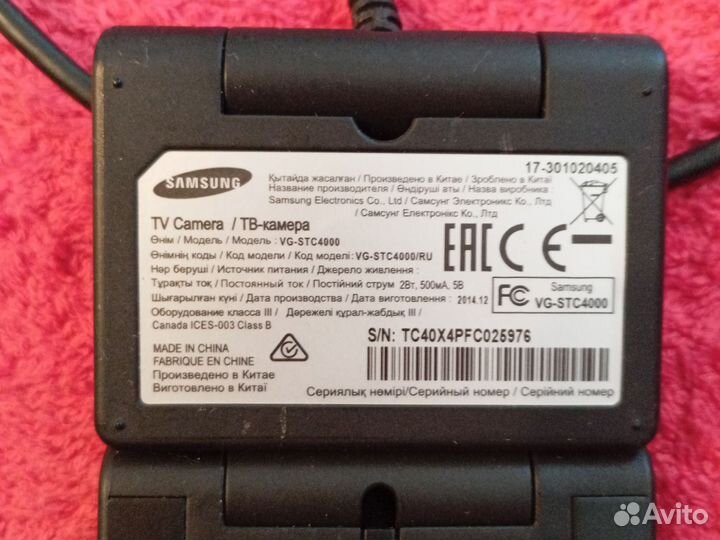 17-301020405
SAMSUNG
Қытайда жасалған / Произведено в Китае / Зроблено в Китаї
Название производителя / Өндіруші аты / Назва виробника :
Samsung Electronics Co., Ltd / Самсунг Электроникс Ко., Лтд
/ Самсунг Електронікс Ко., Лтд
TV Camera / ТВ-камера
Өнім / Модель / Модель : VG-STC4000
Өнімнің коды / Код модели / Код моделі: VG-STC4000/RU
Нәр беруші / Источник питания / Джерело живлення :
Тұрақты тоқ / Постоянный ток / Постійний струм 2Вт, 500мА, 5В
Шығарылған күні / Дата производства / Дата виготовлення : 2014.12
Оборудование класса III / Дәрежелі құрал-жабдық III /
Canada ICES-003 Class B
EAC CE
FC Samsung
VG-STC4000
S/N: TC40X4PFC025976
MADE IN CHINA
FABRIQUÉ EN CHINE
Произведено в Китае
Виготовлено в Китаї
Сериялық нөмірі/Серийный номер / Серійний номер
Avito